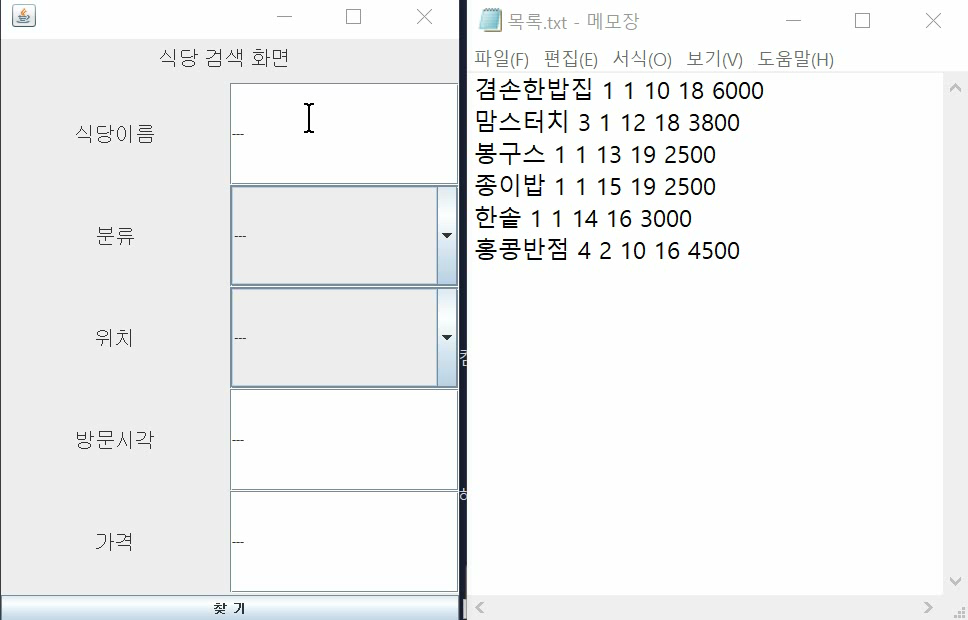 식당 검색 화면
식당이름
---
분류
---
위치
---
방문시각
---
가격
---
찾 기
목록.txt - 메모장
파일(F) 편집(E) 서식(O) 보기(V) 도움말(H)
겸손한밥집 1 1 10 18 6000
맘스터치 3 1 12 18 3800
봉구스 1 1 13 19 2500
종이밥 1 1 15 19 2500
한솥 1 1 14 16 3000
홍콩반점 4 2 10 16 4500